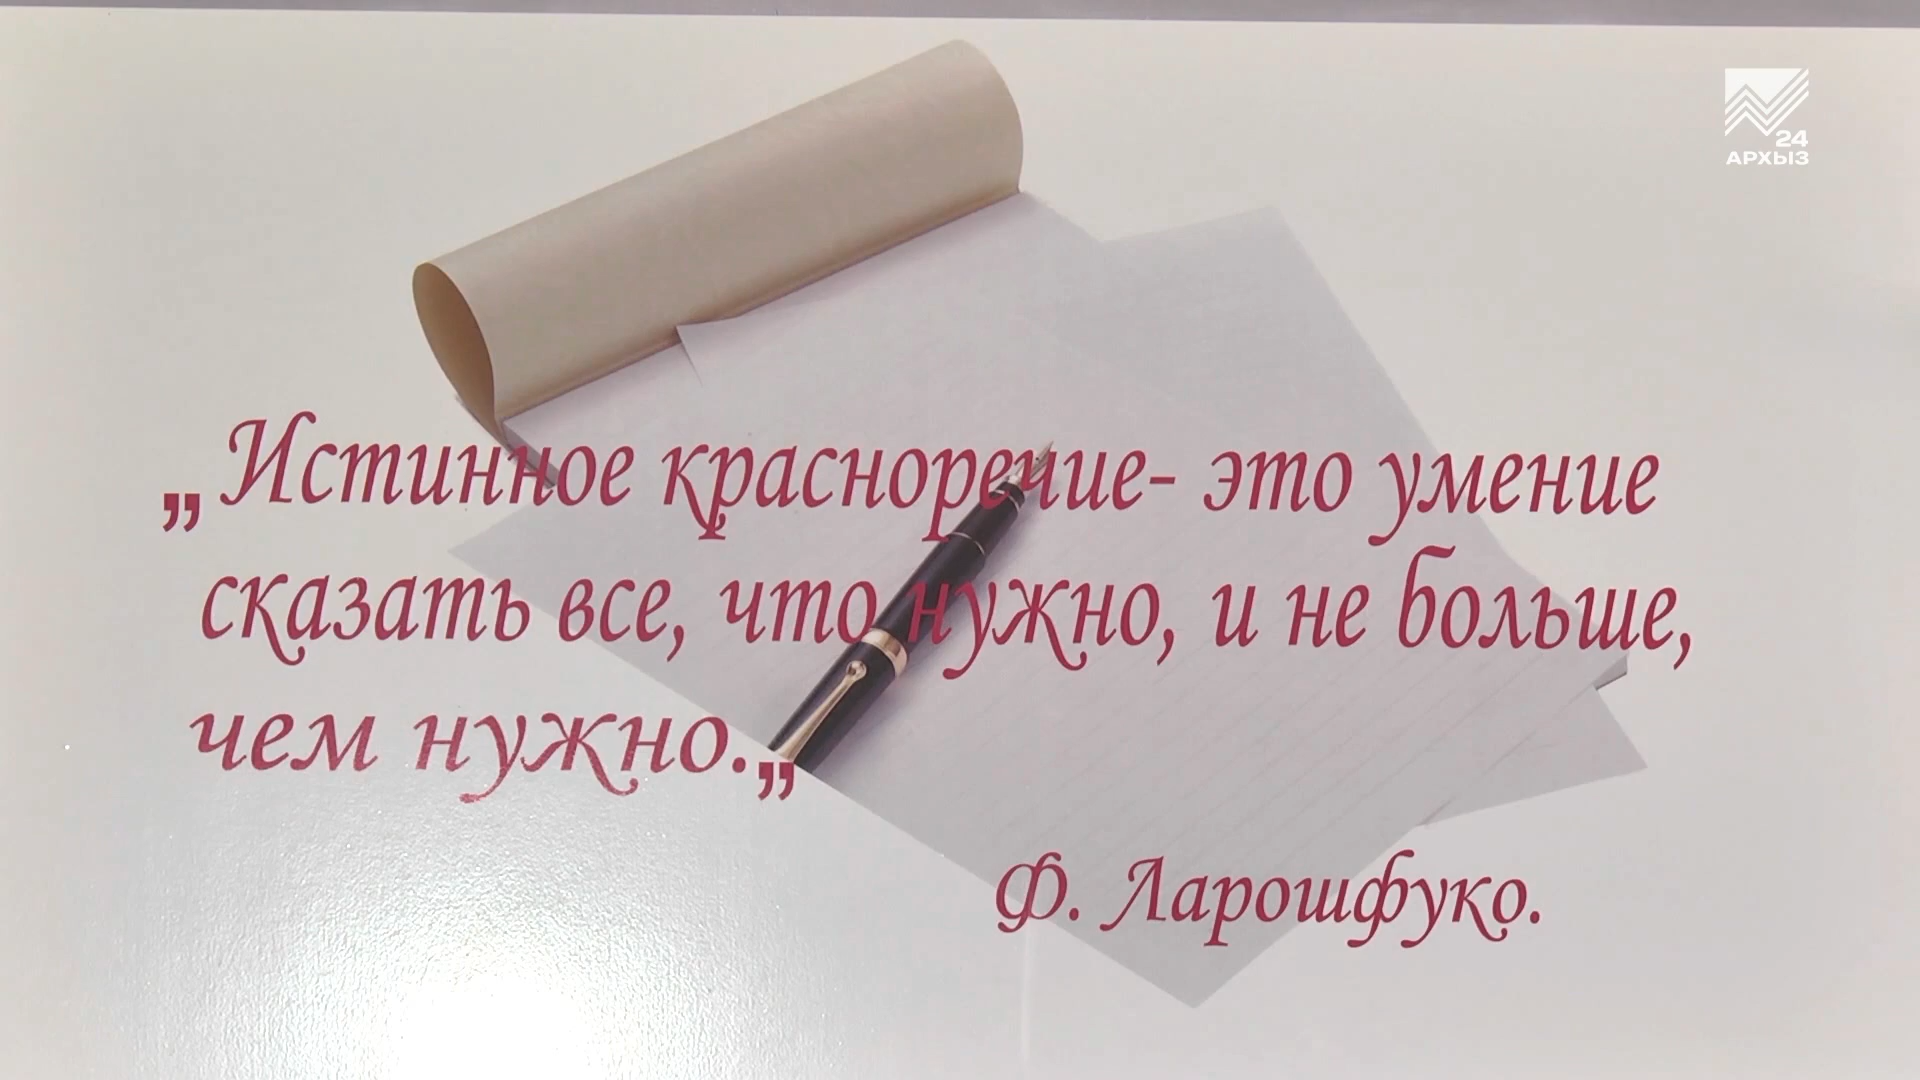 24
АРХЫЗ
„Истинное красноречие- это умение
сказать все, что нужно, и не больше,
чем нужно.„
Ф. Ларошфуко.